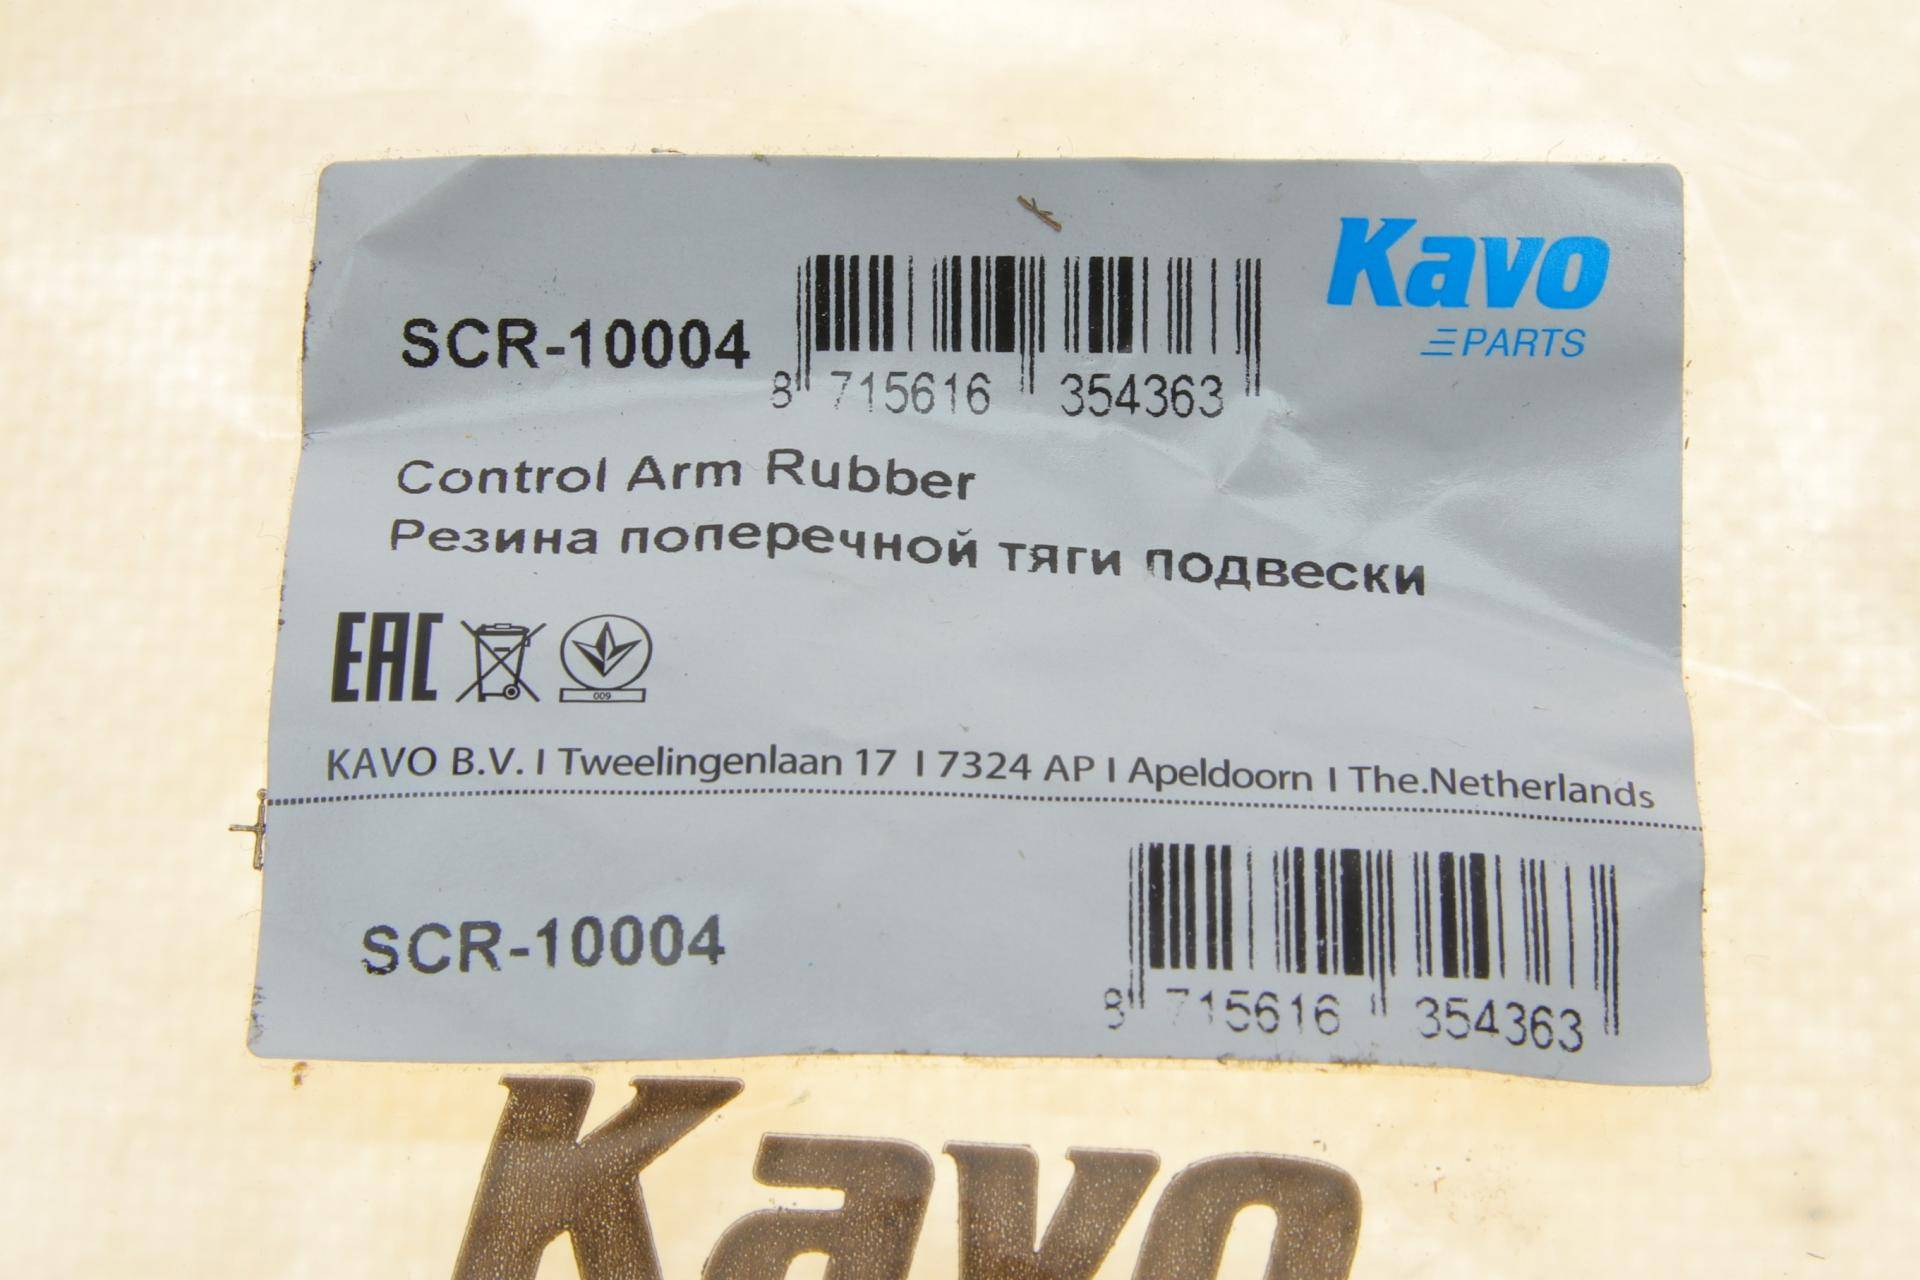 Kavo
PARTS
SCR-10004
8 715616 354363
Control Arm Rubber
Резина поперечной тяги подвески
EAC
009
KAVO B.V. I Tweelingenlaan 17 I 7324 AP I Apeldoorn I The.Netherlands
SCR-10004
8 715616 354363
Kavo